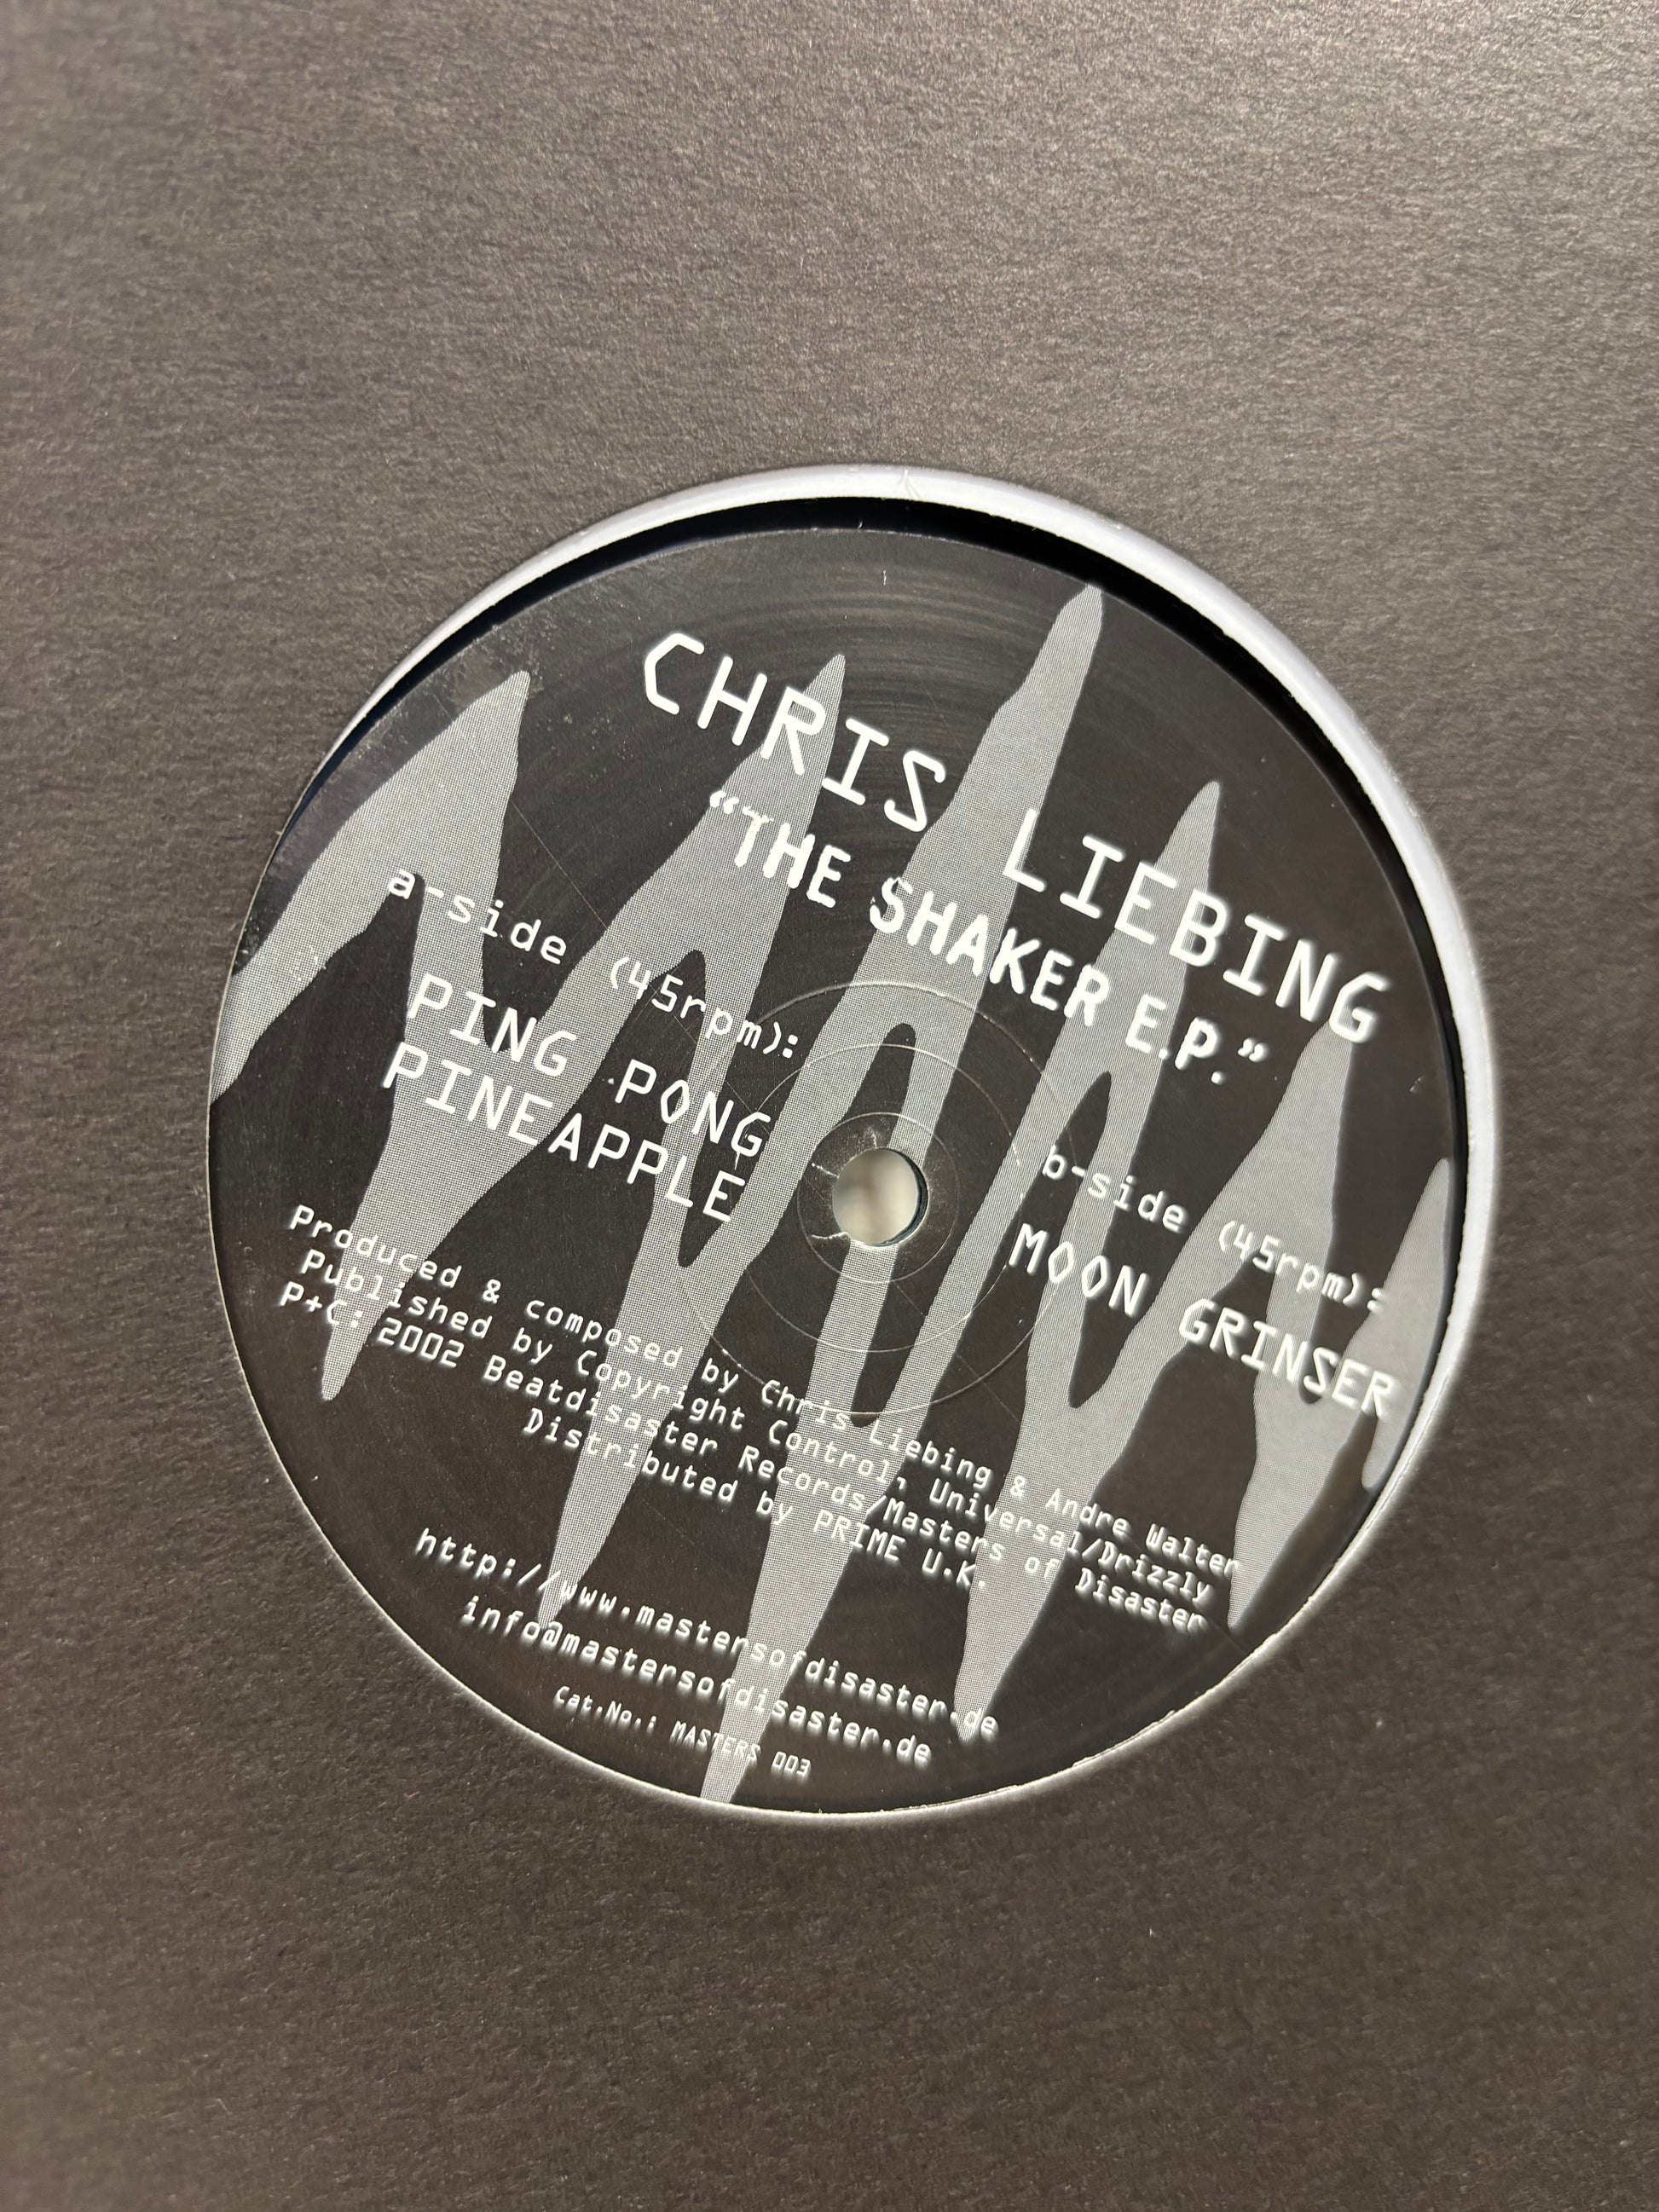 CHRIS LIEBING
“THE SHAKER E.P.”
a-side (45rpm):
PING PONG
PINEAPPLE
b-side (45rpm):
MOON GRINSER
Produced & composed by Chris Liebing & Andre Walter
Published by Copyright Control, Universal/Drizzly
P+C: 2002 Beatdisaster Records/Masters of Disaster
Distributed by PRIME U.K.
http://www.mastersofdisaster.de
info@mastersofdisaster.de
Cat.No.: MASTERS 003